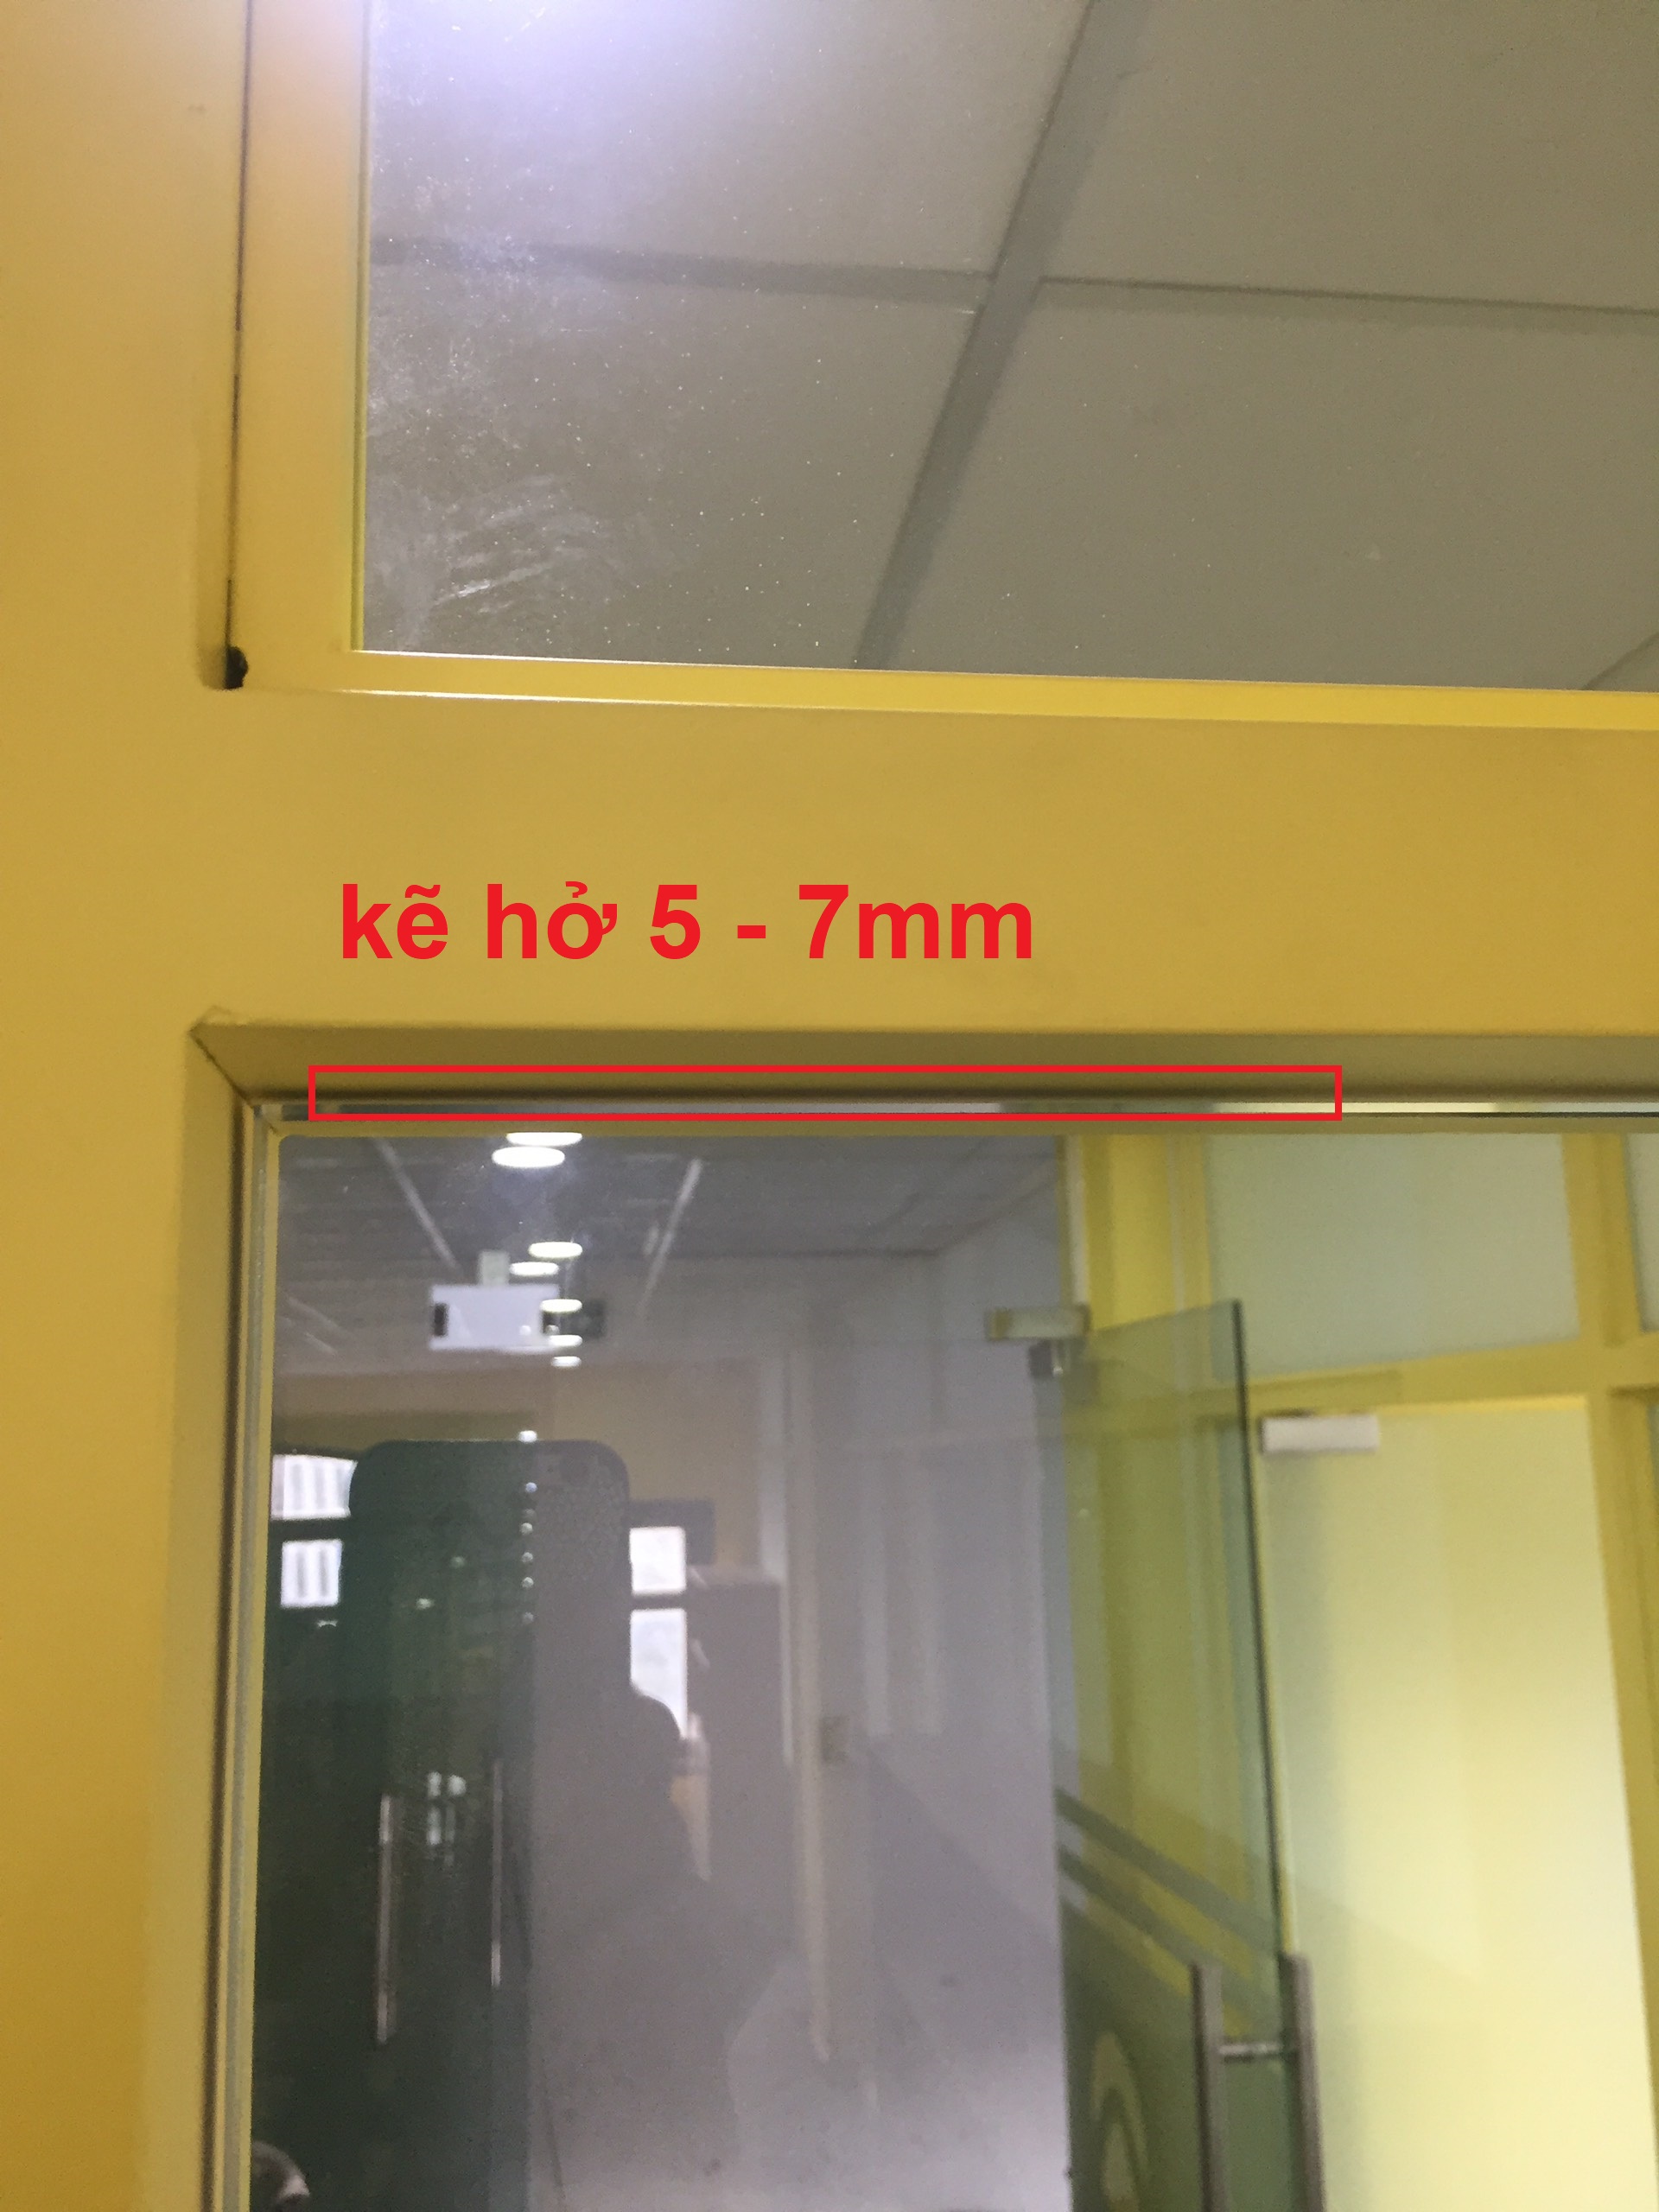 kẽ hở 5 - 7mm